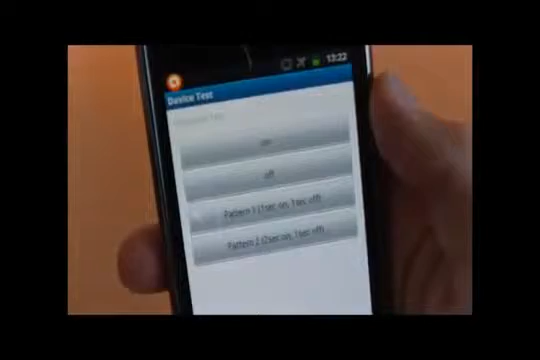 13:22
Device Test
on
off
Pattern 1 (1sec on, 1sec off)
Pattern 2 (2sec on, 1sec off)